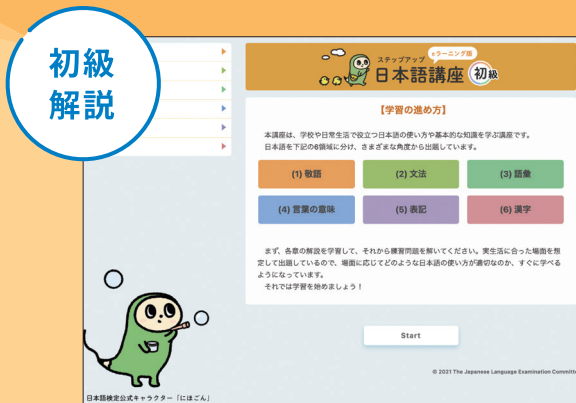 初級
解説
ステップアップ
eラーニング版
日本語講座 初級
【学習の進め方】
本講座は、学校や日常生活で役立つ日本語の使い方や基本的な知識を学ぶ講座です。
日本語を下記の6領域に分け、さまざまな角度から出題しています。
(1) 敬語
(2) 文法
(3) 語彙
(4) 言葉の意味
(5) 表記
(6) 漢字
まず、各章の解説を学習して、それから練習問題を解いてください。実生活に合った場面を想
定して出題しているので、場面に応じてどのような日本語の使い方が適切なのか、すぐに学べる
ようになっています。
それでは学習を始めましょう！
Start
© 2021 The Japanese Language Examination Committe
日本語検定公式キャラクター「にほごん」